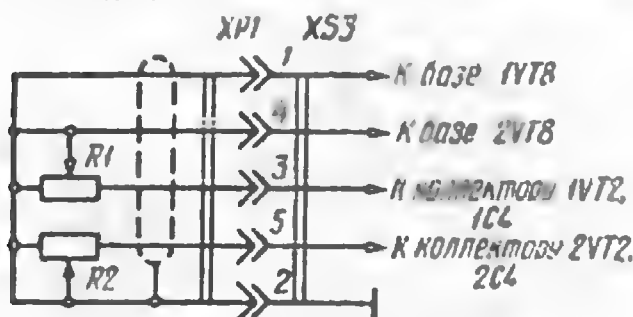 XP1 XS3
1
К базе 1VT8
4
К базе 2VT8
R1
3
К коллектору 1VT2,
1C4
5
К коллектору 2VT2,
2C4
R2
2